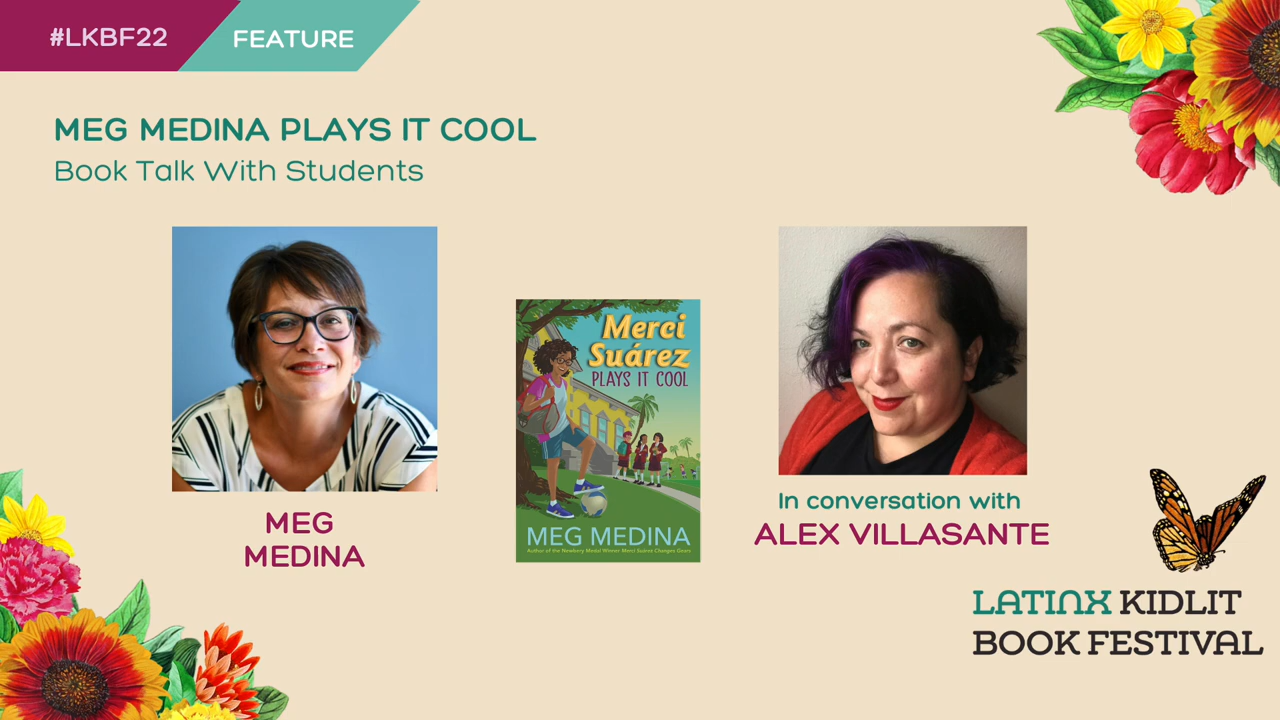 #LKBF22
FEATURE
MEG MEDINA PLAYS IT COOL
Book Talk With Students
Merci
Suárez
PLAYS IT COOL
MEG MEDINA
Author of the Newbery Medal Winner Merci Suárez Changes Gears
MEG
MEDINA
In conversation with
ALEX VILLASANTE
LATINX KIDLIT
BOOK FESTIVAL